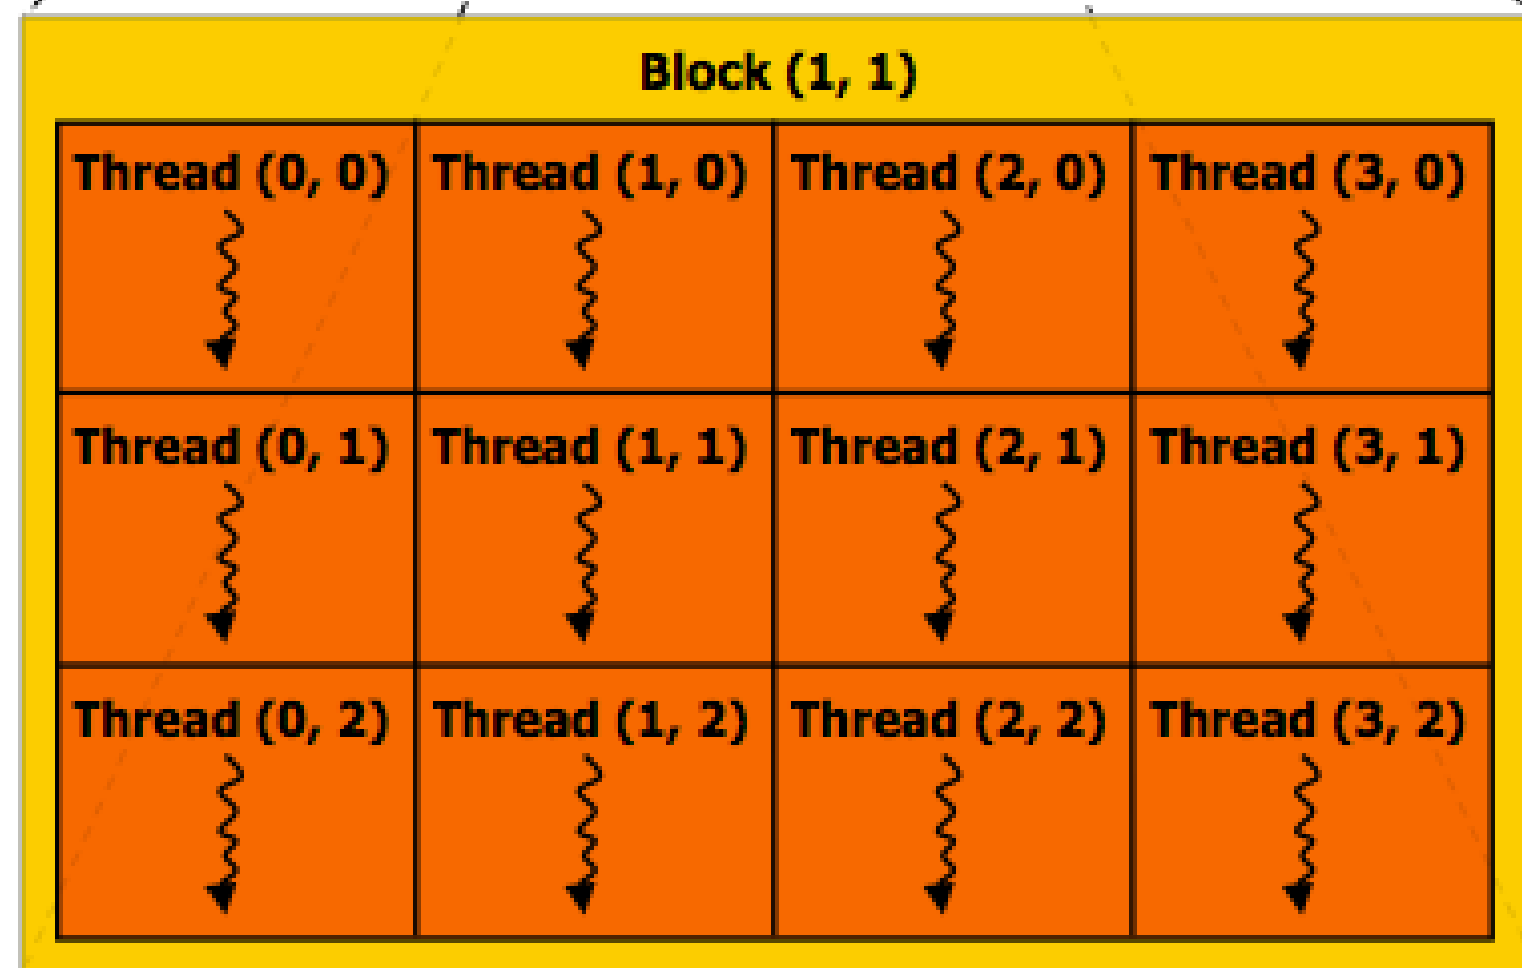 Block (1, 1)
Thread (0, 0) Thread (1, 0) Thread (2, 0) Thread (3, 0)
Thread (0, 1) Thread (1, 1) Thread (2, 1) Thread (3, 1)
Thread (0, 2) Thread (1, 2) Thread (2, 2) Thread (3, 2)